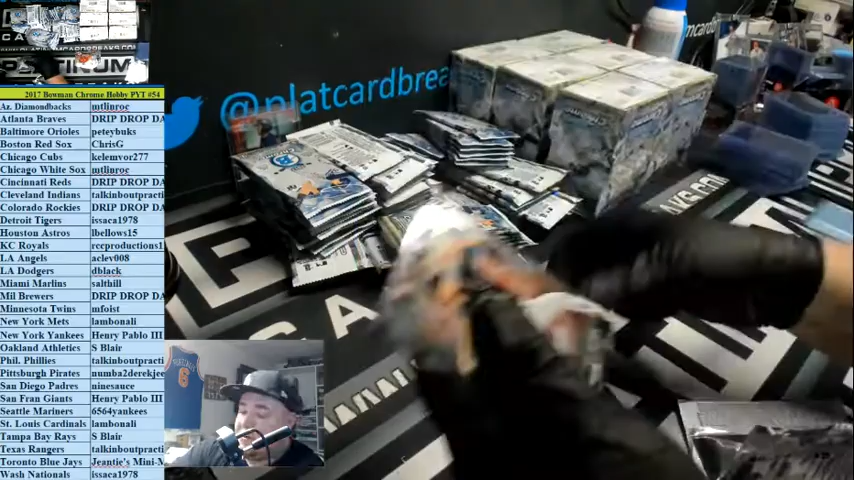 PLATINUM
2017 Bowman Chrome Hobby PYT #54
Az. Diamondbacks mtlinroc
Atlanta Braves DRIP DROP DA
Baltimore Orioles peteybuks
Boston Red Sox ChrisG
Chicago Cubs kelemvor277
Chicago White Sox mtlinroc
Cincinnati Reds DRIP DROP DA
Cleveland Indians talkinboutpracti
Colorado Rockies DRIP DROP DA
Detroit Tigers issaca1978
Houston Astros lbellows15
KC Royals rccproductions1
LA Angels aclev008
LA Dodgers dblack
Miami Marlins salthill
Mil Brewers DRIP DROP DA
Minnesota Twins mfoist
New York Mets lambonali
New York Yankees Henry Pablo III
Oakland Athletics S Blair
Phil. Phillies talkinboutpracti
Pittsburgh Pirates numba2derekjee
San Diego Padres ninesauce
San Fran Giants Henry Pablo III
Seattle Mariners 6564yankees
St. Louis Cardinals lambonali
Tampa Bay Rays S Blair
Texas Rangers talkinboutpracti
Toronto Blue Jays Jeantie's Mini-M
Wash Nationals issaca1978
@platcardbrea